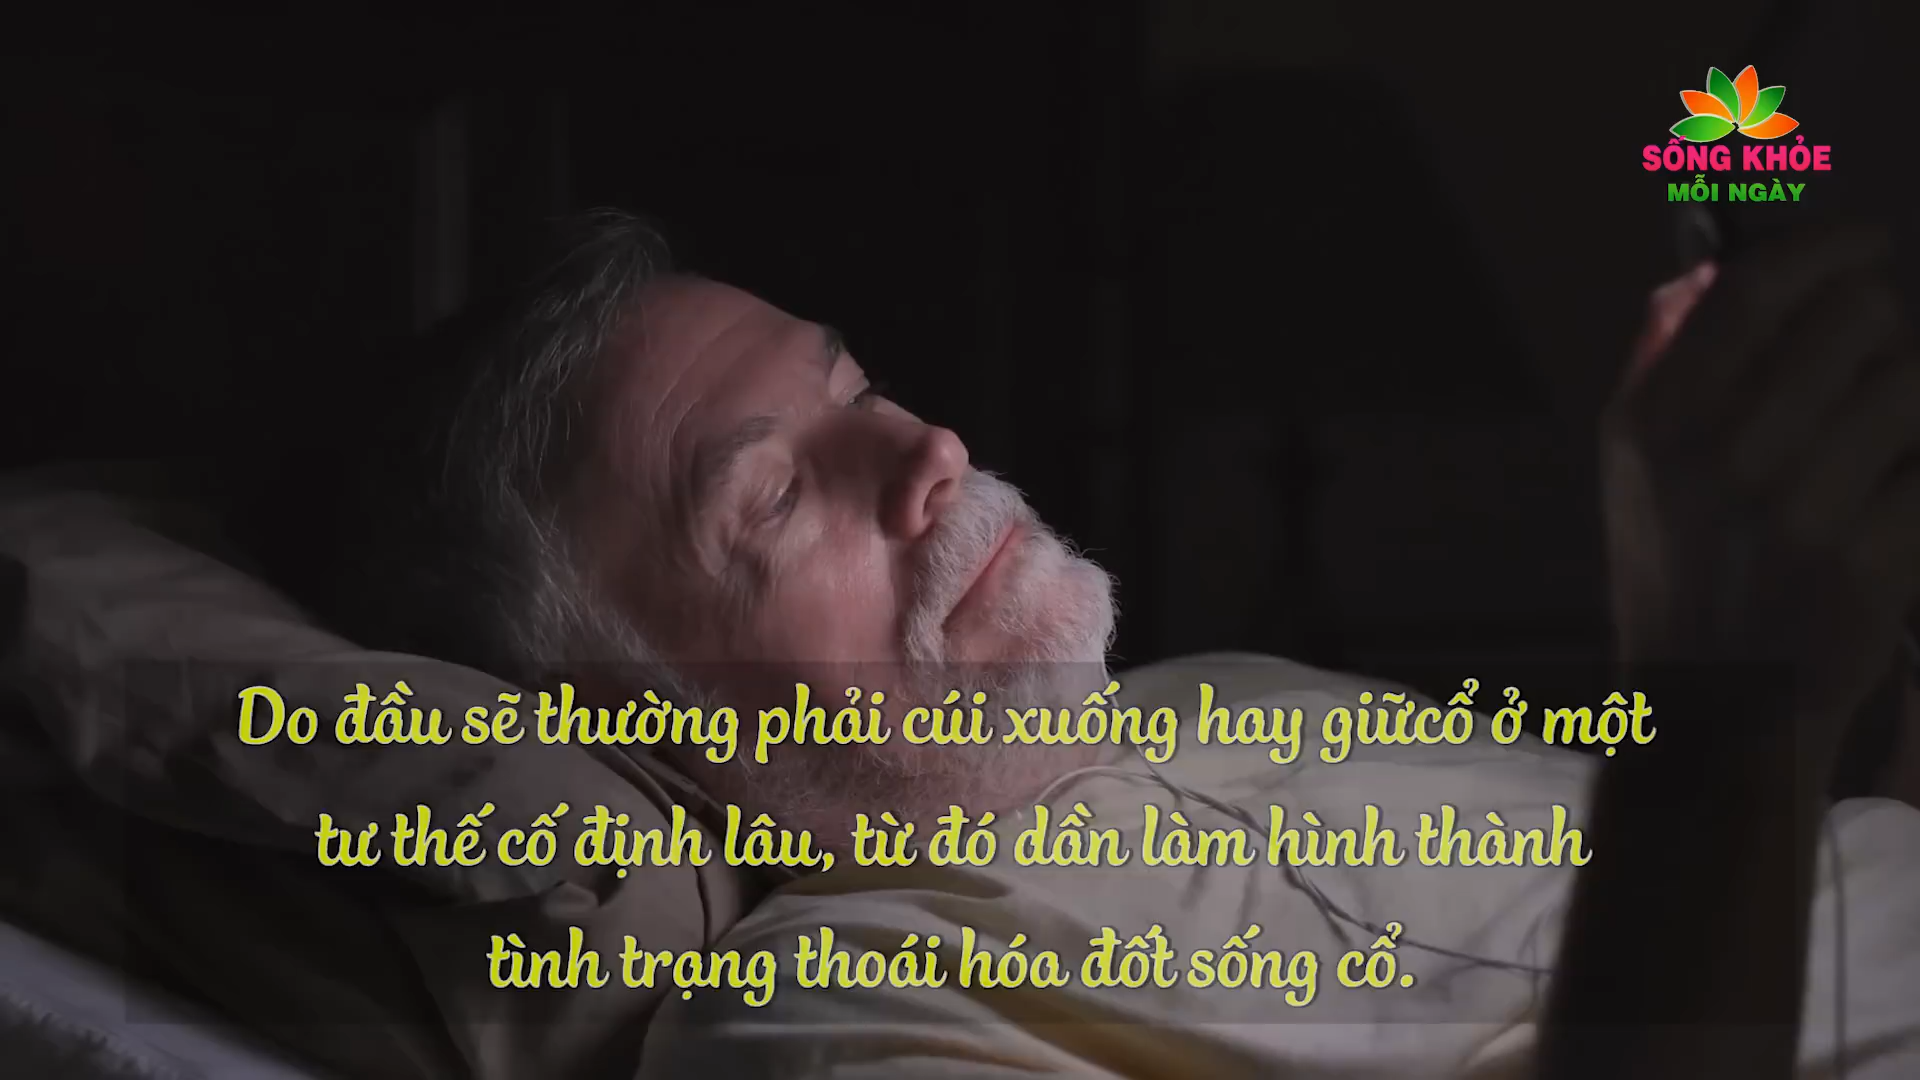 SỐNG KHỎE
MỖI NGÀY
Do đầu sẽ thường phải cúi xuống hay giữcổ ở một
tư thế cố định lâu, từ đó dần làm hình thành
tình trạng thoái hóa đốt sống cổ.